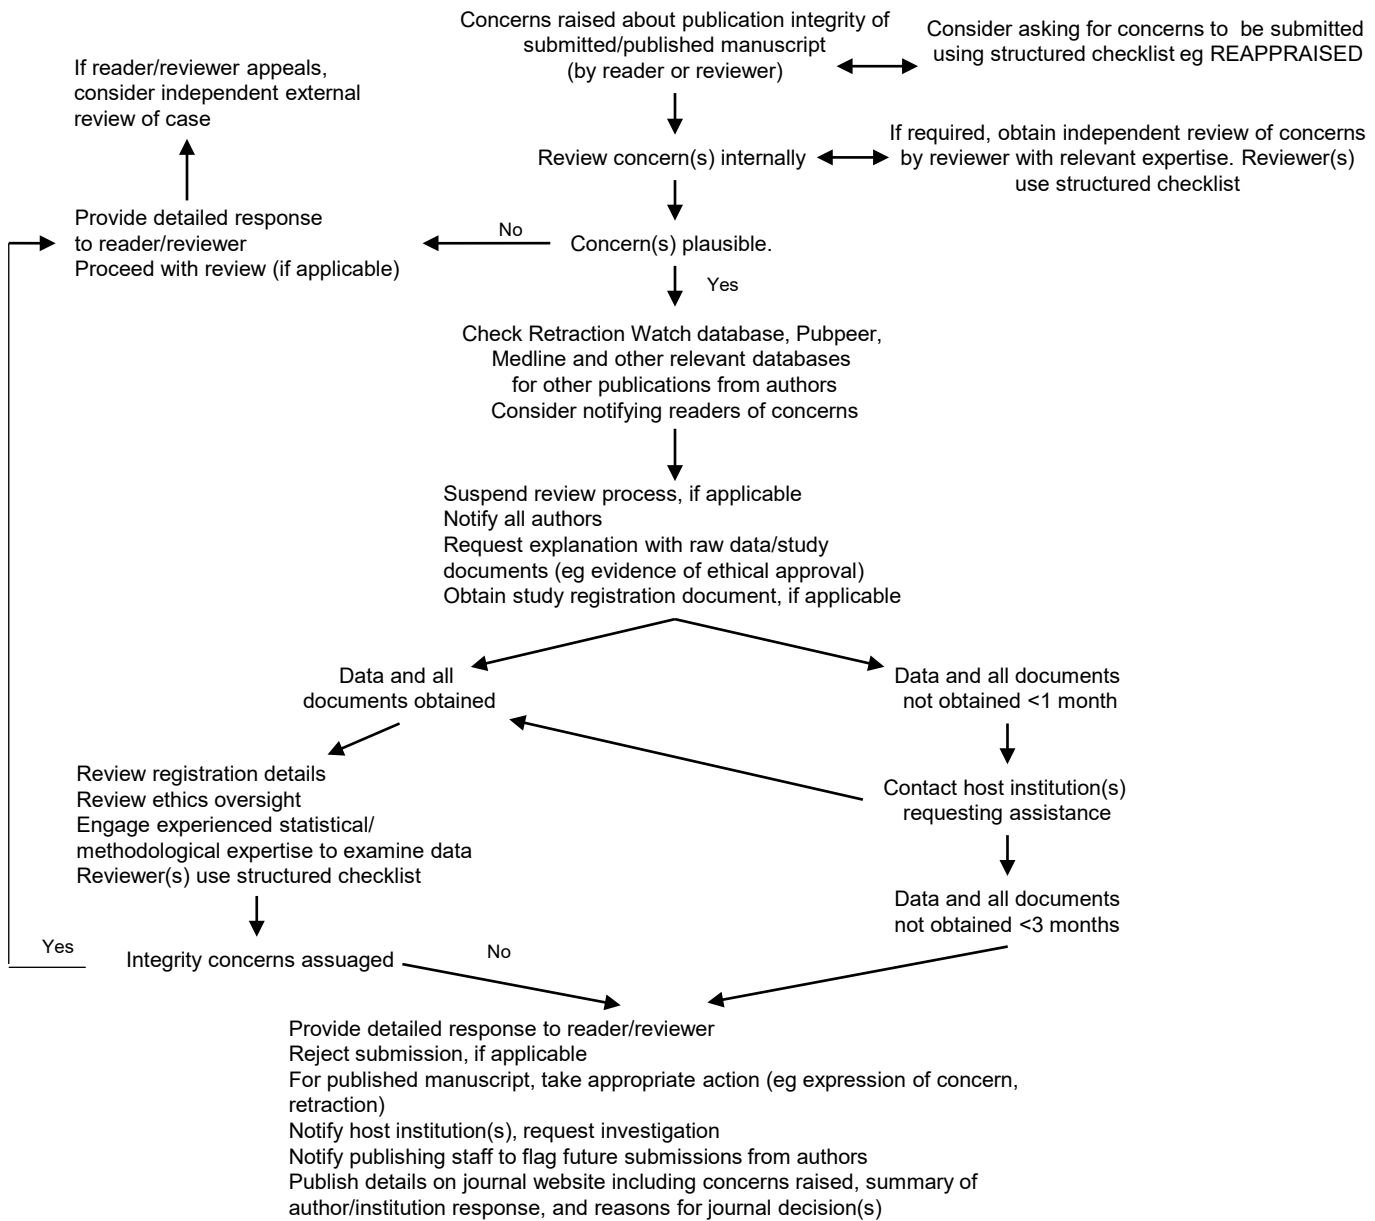 Concerns raised about publication integrity of
submitted/published manuscript
(by reader or reviewer)
Consider asking for concerns to be submitted
using structured checklist eg REAPPRAISED
If reader/reviewer appeals,
consider independent external
review of case
Review concern(s) internally
If required, obtain independent review of concerns
by reviewer with relevant expertise. Reviewer(s)
use structured checklist
Provide detailed response
to reader/reviewer
Proceed with review (if applicable)
No
Concern(s) plausible.
Yes
Check Retraction Watch database, Pubpeer,
Medline and other relevant databases
for other publications from authors
Consider notifying readers of concerns
Suspend review process, if applicable
Notify all authors
Request explanation with raw data/study
documents (eg evidence of ethical approval)
Obtain study registration document, if applicable
Data and all
documents obtained
Data and all documents
not obtained <1 month
Review registration details
Review ethics oversight
Engage experienced statistical/
methodological expertise to examine data
Reviewer(s) use structured checklist
Contact host institution(s)
requesting assistance
Data and all documents
not obtained <3 months
Yes
Integrity concerns assuaged
No
Provide detailed response to reader/reviewer
Reject submission, if applicable
For published manuscript, take appropriate action (eg expression of concern,
retraction)
Notify host institution(s), request investigation
Notify publishing staff to flag future submissions from authors
Publish details on journal website including concerns raised, summary of
author/institution response, and reasons for journal decision(s)